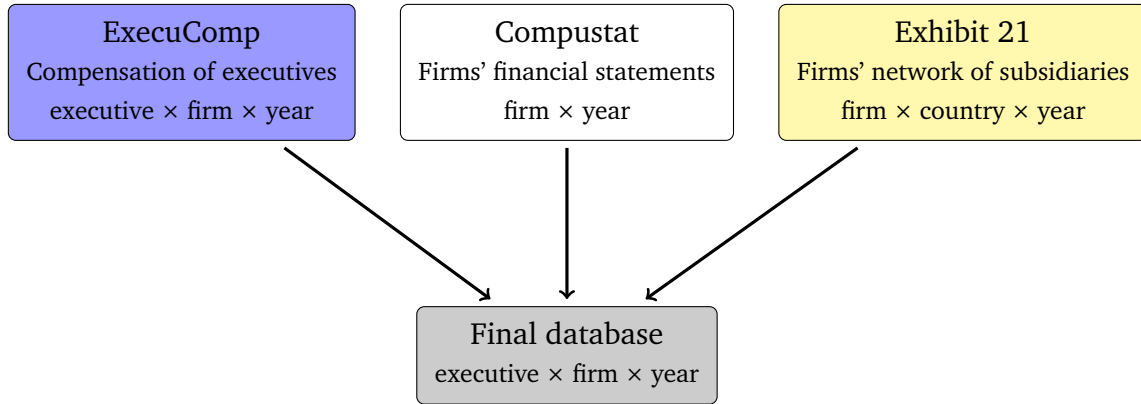 ExecuComp
Compensation of executives
executive × firm × year
Compustat
Firms' financial statements
firm × year
Exhibit 21
Firms' network of subsidiaries
firm × country × year
Final database
executive × firm × year